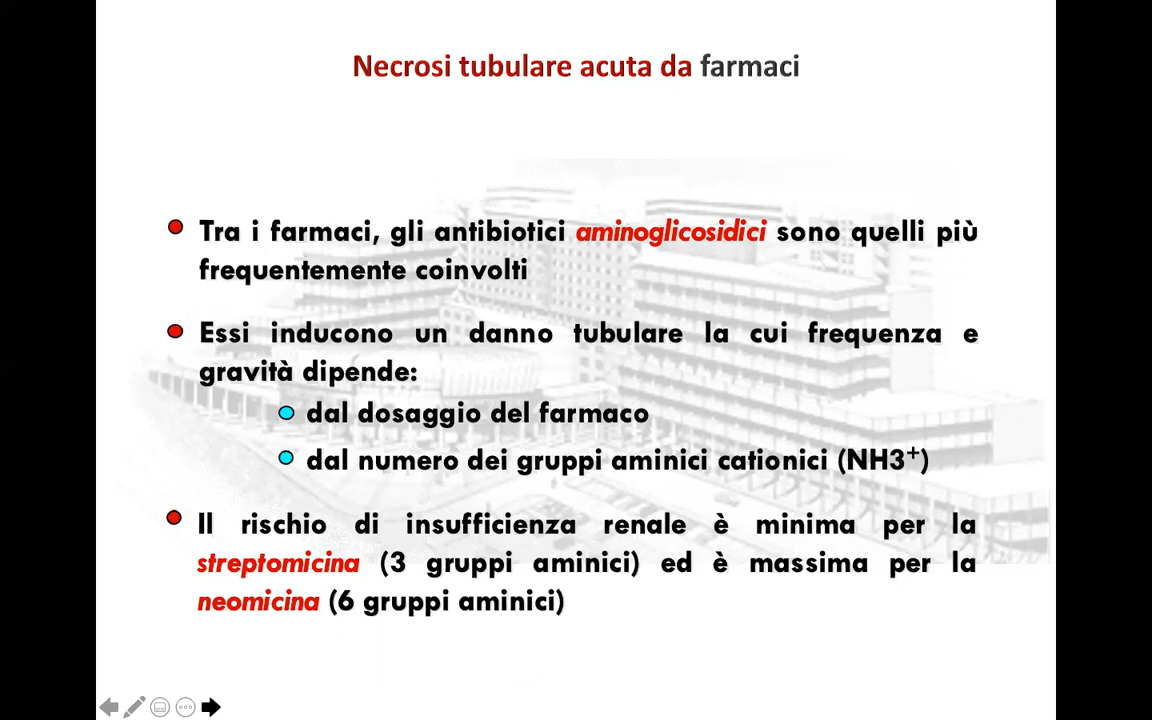 Necrosi tubulare acuta da farmaci
Tra i farmaci, gli antibiotici aminoglicosidici sono quelli più
frequentemente coinvolti
Essi inducono un danno tubulare la cui frequenza e
gravità dipende:
dal dosaggio del farmaco
dal numero dei gruppi aminici cationici (NH3⁺)
Il rischio di insufficienza renale è minima per la
streptomicina (3 gruppi aminici) ed è massima per la
neomicina (6 gruppi aminici)